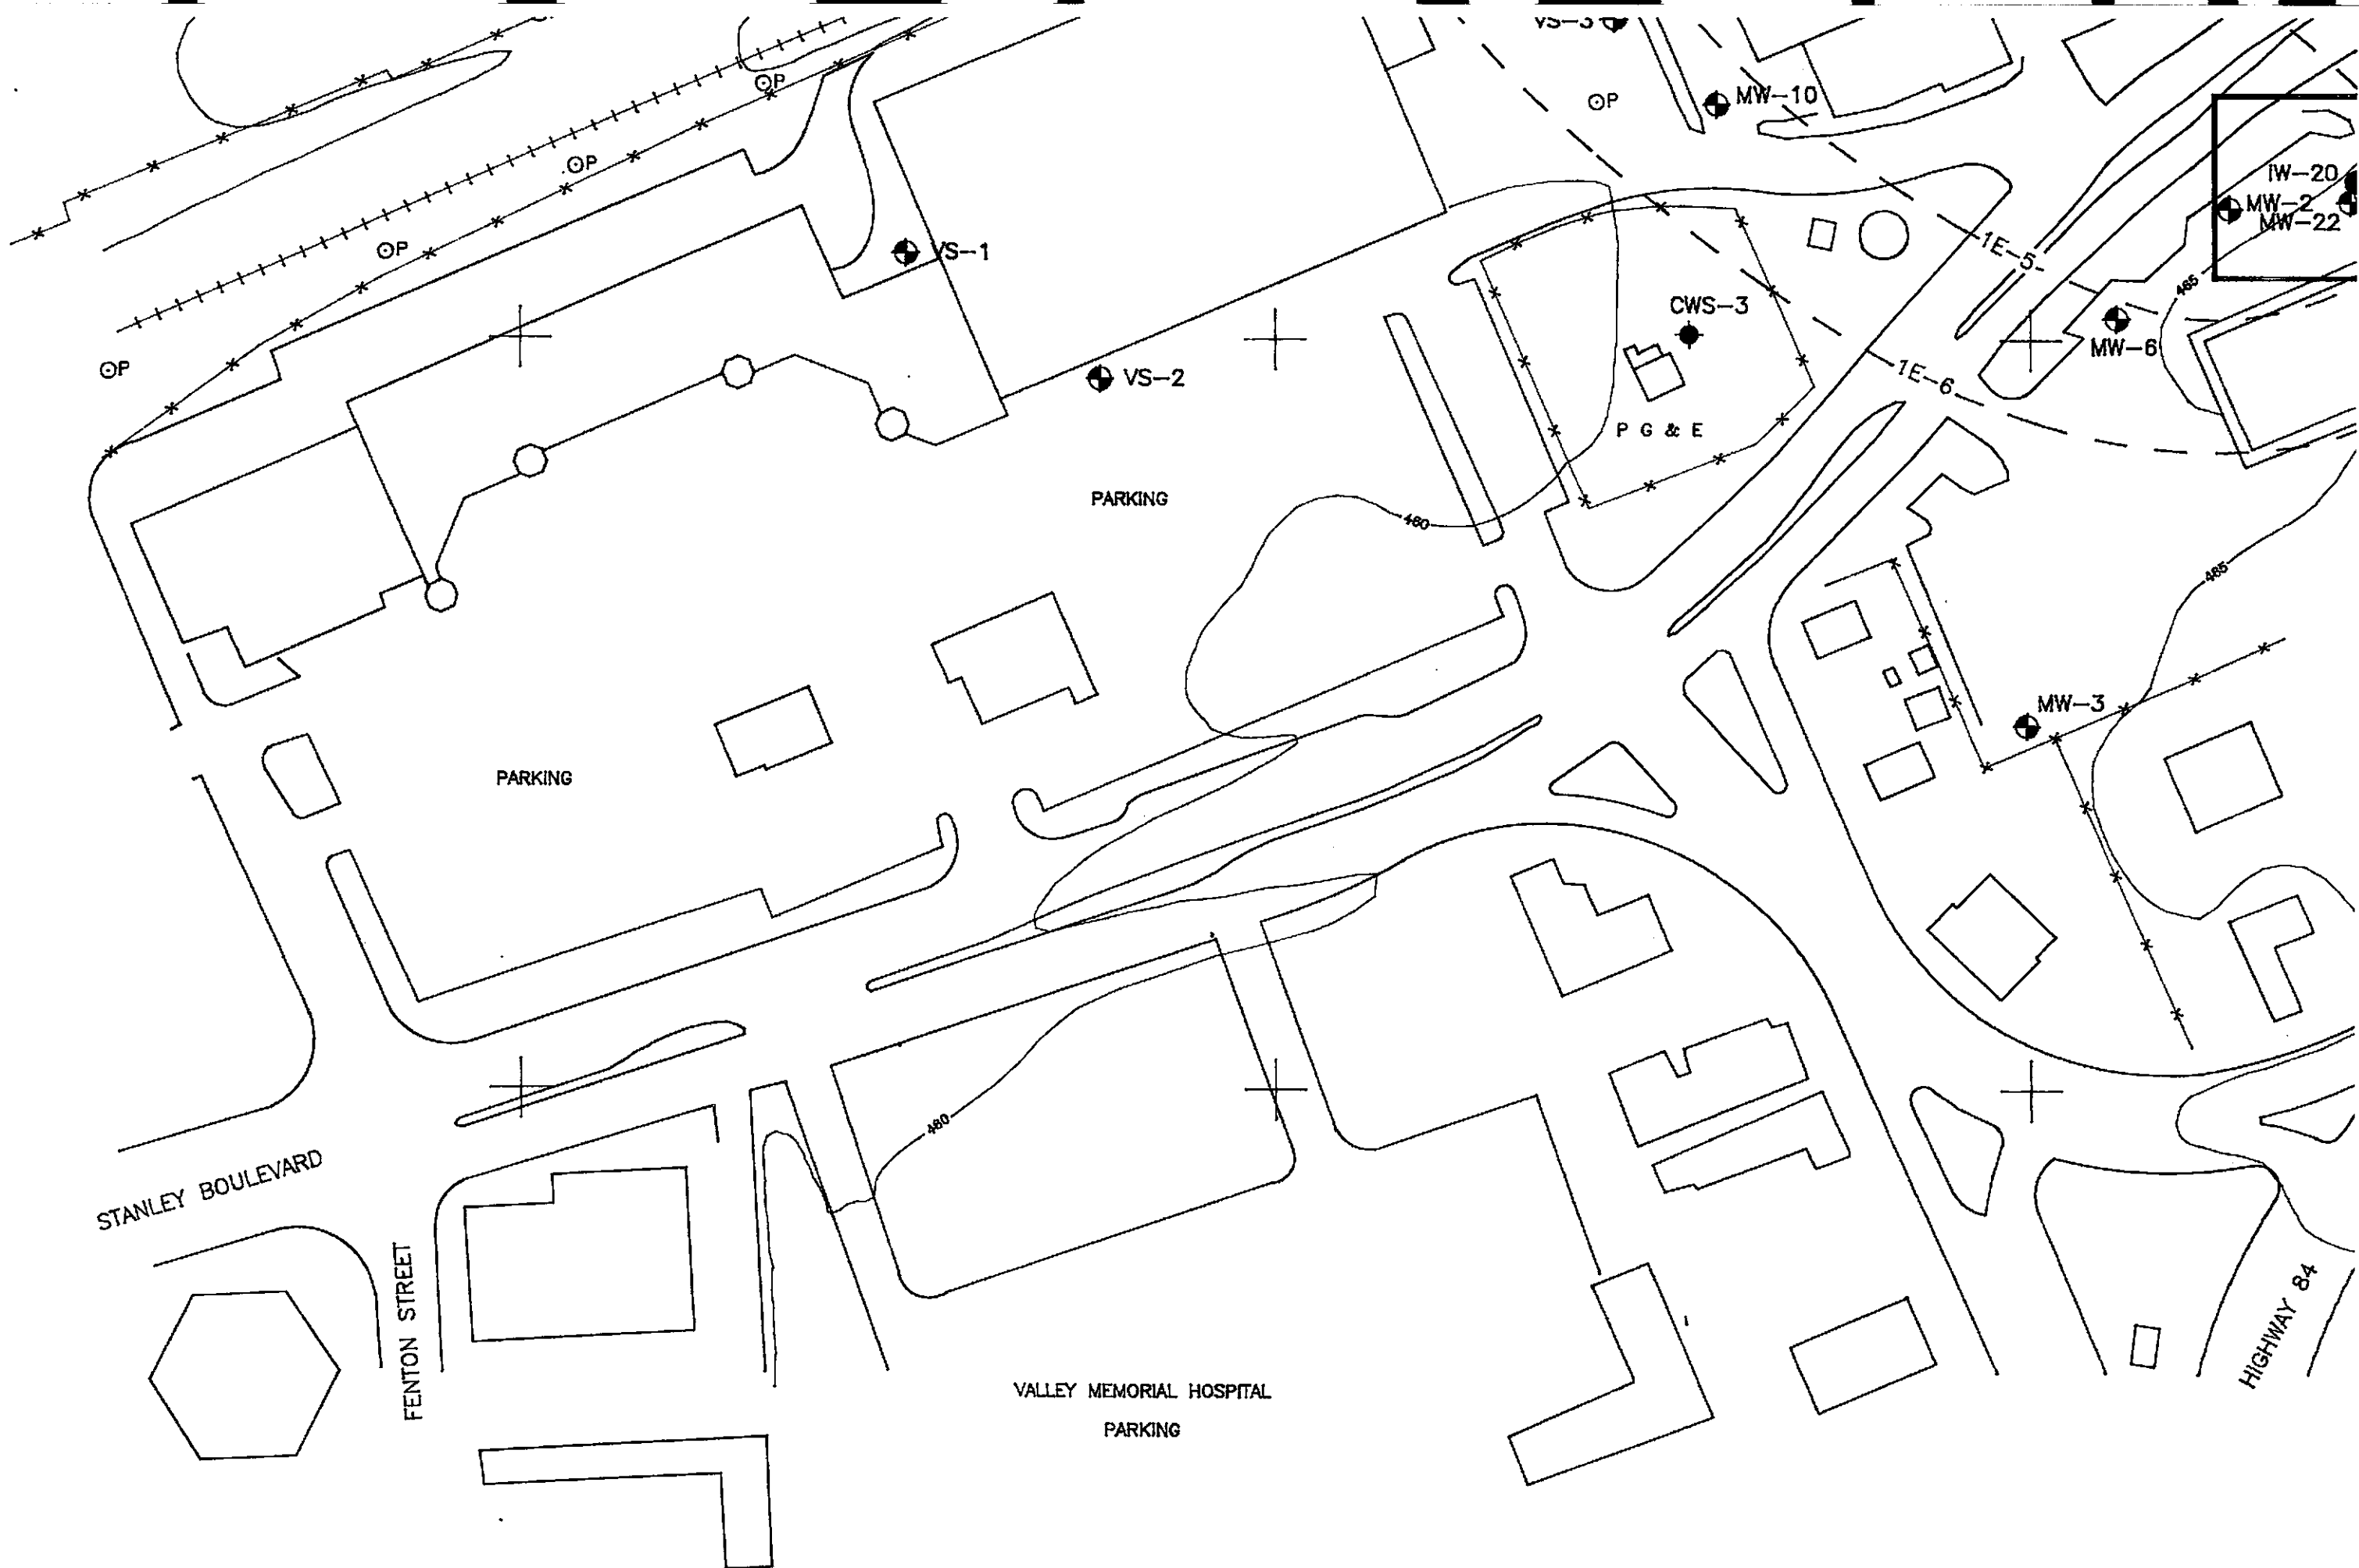 VS-3
P
MW-10
P
P
IW-20
MW-2
MW-22
P
VS-1
1E-5
465
CWS-3
MW-6
P
VS-2
1E-6
P G & E
PARKING
480
465
MW-3
PARKING
480
STANLEY BOULEVARD
FENTON STREET
HIGHWAY 84
VALLEY MEMORIAL HOSPITAL
PARKING